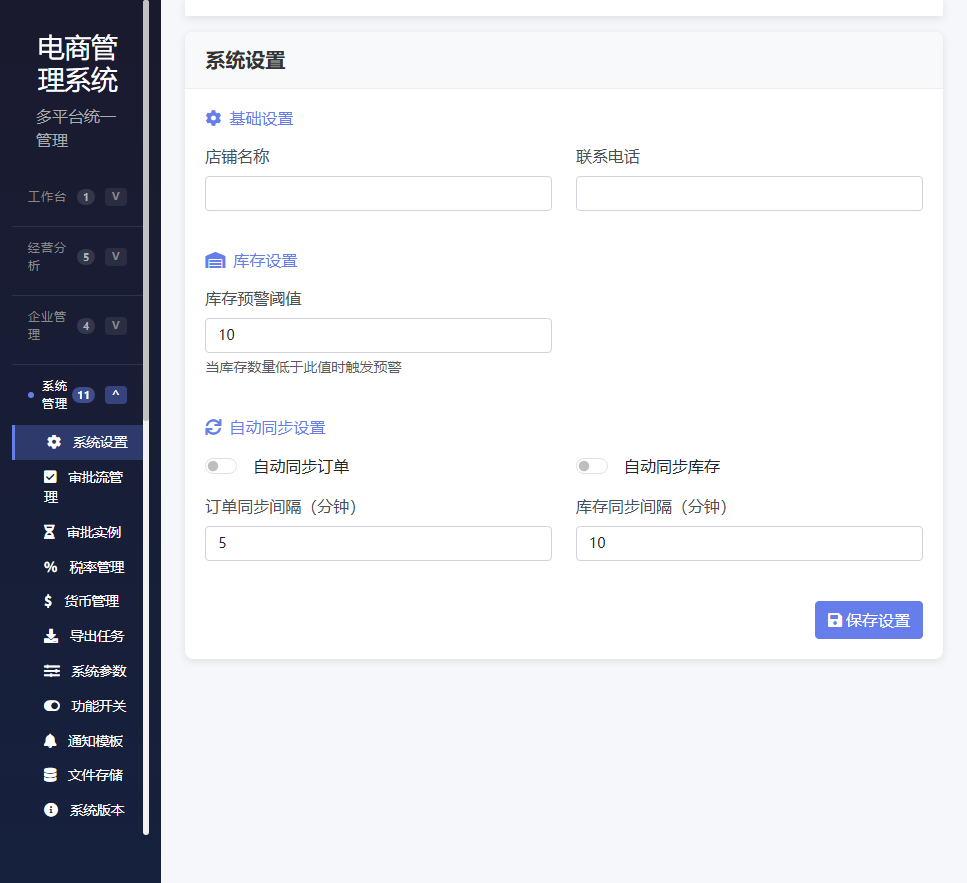 电商管
理系统
多平台统一
管理
工作台 1 V
经营分
析 5 V
企业管
理 4 V
系统
管理 11 ^
系统设置
审批流管
理
审批实例
% 税率管理
$ 货币管理
导出任务
系统参数
功能开关
通知模板
文件存储
系统版本
系统设置
基础设置
店铺名称 联系电话
库存设置
库存预警阈值
10
当库存数量低于此值时触发预警
自动同步设置
自动同步订单 自动同步库存
订单同步间隔（分钟） 库存同步间隔（分钟）
5 10
保存设置